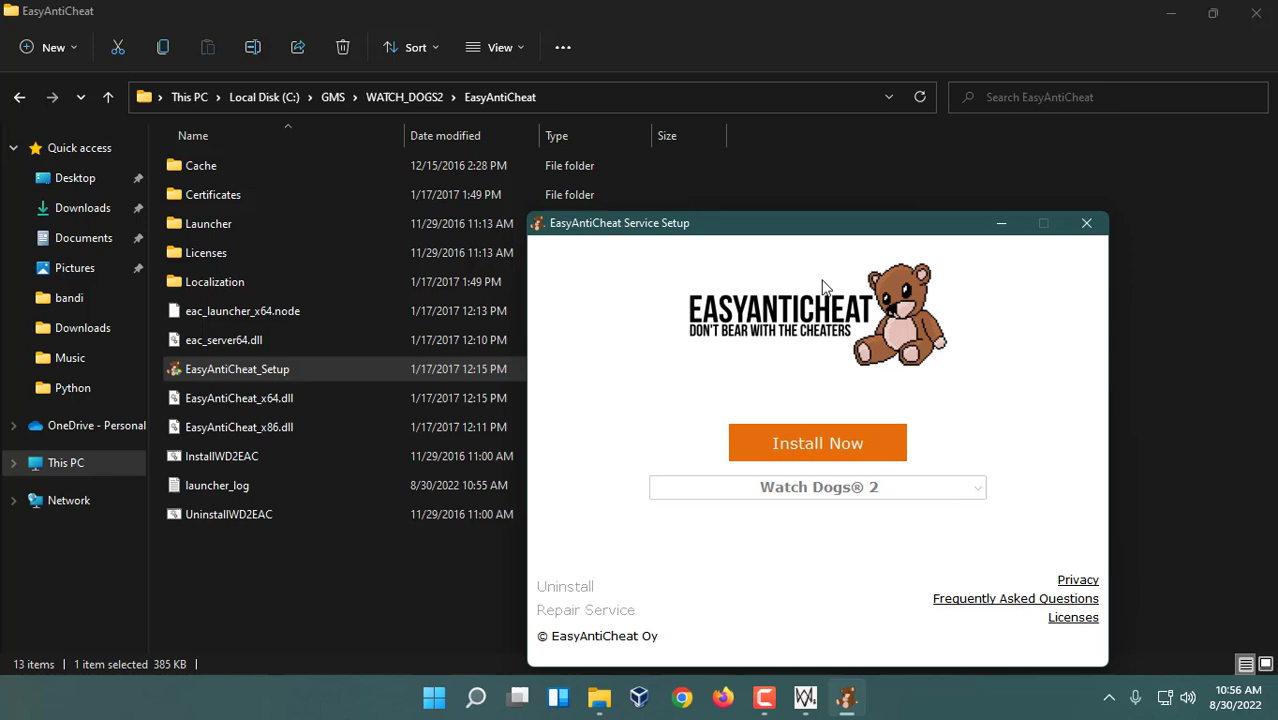 EasyAntiCheat
New
Sort
View
This PC
Local Disk (C:)
GMS
WATCH_DOGS2
EasyAntiCheat
Search EasyAntiCheat
Name
Date modified
Type
Size
Quick access
Desktop
Downloads
Documents
Pictures
bandi
Downloads
Music
Python
OneDrive - Personal
This PC
Network
Cache 12/15/2016 2:28 PM File folder
Certificates 1/17/2017 1:49 PM File folder
Launcher 11/29/2016 11:13 AM
Licenses 11/29/2016 11:13 AM
Localization 1/17/2017 1:49 PM
eac_launcher_x64.node 1/17/2017 12:13 PM
eac_server64.dll 1/17/2017 12:10 PM
EasyAntiCheat_Setup 1/17/2017 12:15 PM
EasyAntiCheat_x64.dll 1/17/2017 12:15 PM
EasyAntiCheat_x86.dll 1/17/2017 12:11 PM
InstallWD2EAC 11/29/2016 11:00 AM
launcher_log 8/30/2022 10:55 AM
UninstallWD2EAC 11/29/2016 11:00 AM
EasyAntiCheat Service Setup
EASYANTICHEAT
DON'T BEAR WITH THE CHEATERS
Install Now
Watch Dogs® 2
Uninstall
Repair Service
© EasyAntiCheat Oy
Privacy
Frequently Asked Questions
Licenses
13 items
1 item selected 385 KB
10:56 AM
8/30/2022